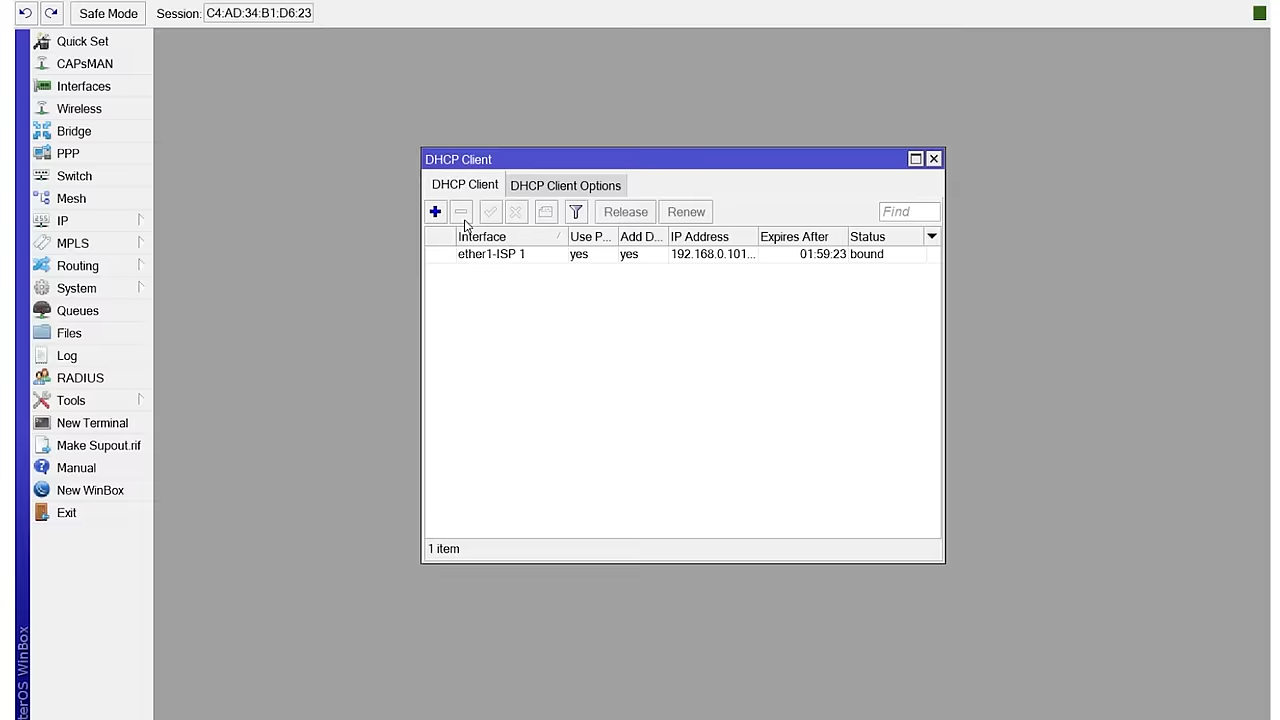 Safe Mode
Session: C4:AD:34:B1:D6:23
Quick Set
CAPsMAN
Interfaces
Wireless
Bridge
PPP
Switch
Mesh
IP
MPLS
Routing
System
Queues
Files
Log
RADIUS
Tools
New Terminal
Make Supout.rif
Manual
New WinBox
Exit
terOS WinBox
DHCP Client
DHCP Client DHCP Client Options
Release Renew Find
Interface Use P... Add D... IP Address Expires After Status
ether1-ISP 1 yes yes 192.168.0.101... 01:59:23 bound
1 item